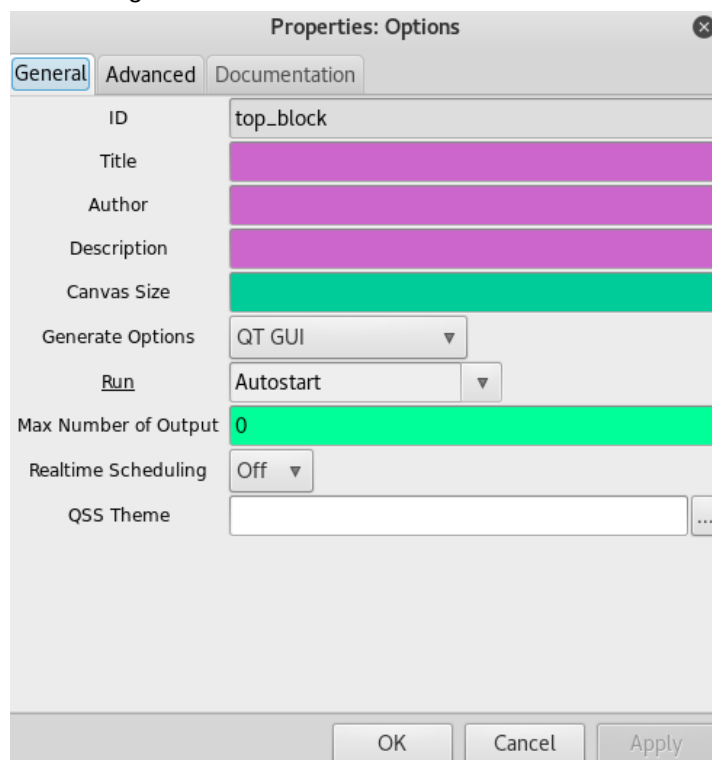 Properties: Options
General Advanced Documentation
ID top_block
Title
Author
Description
Canvas Size
Generate Options QT GUI
Run Autostart
Max Number of Output 0
Realtime Scheduling Off
QSS Theme ...
OK Cancel Apply